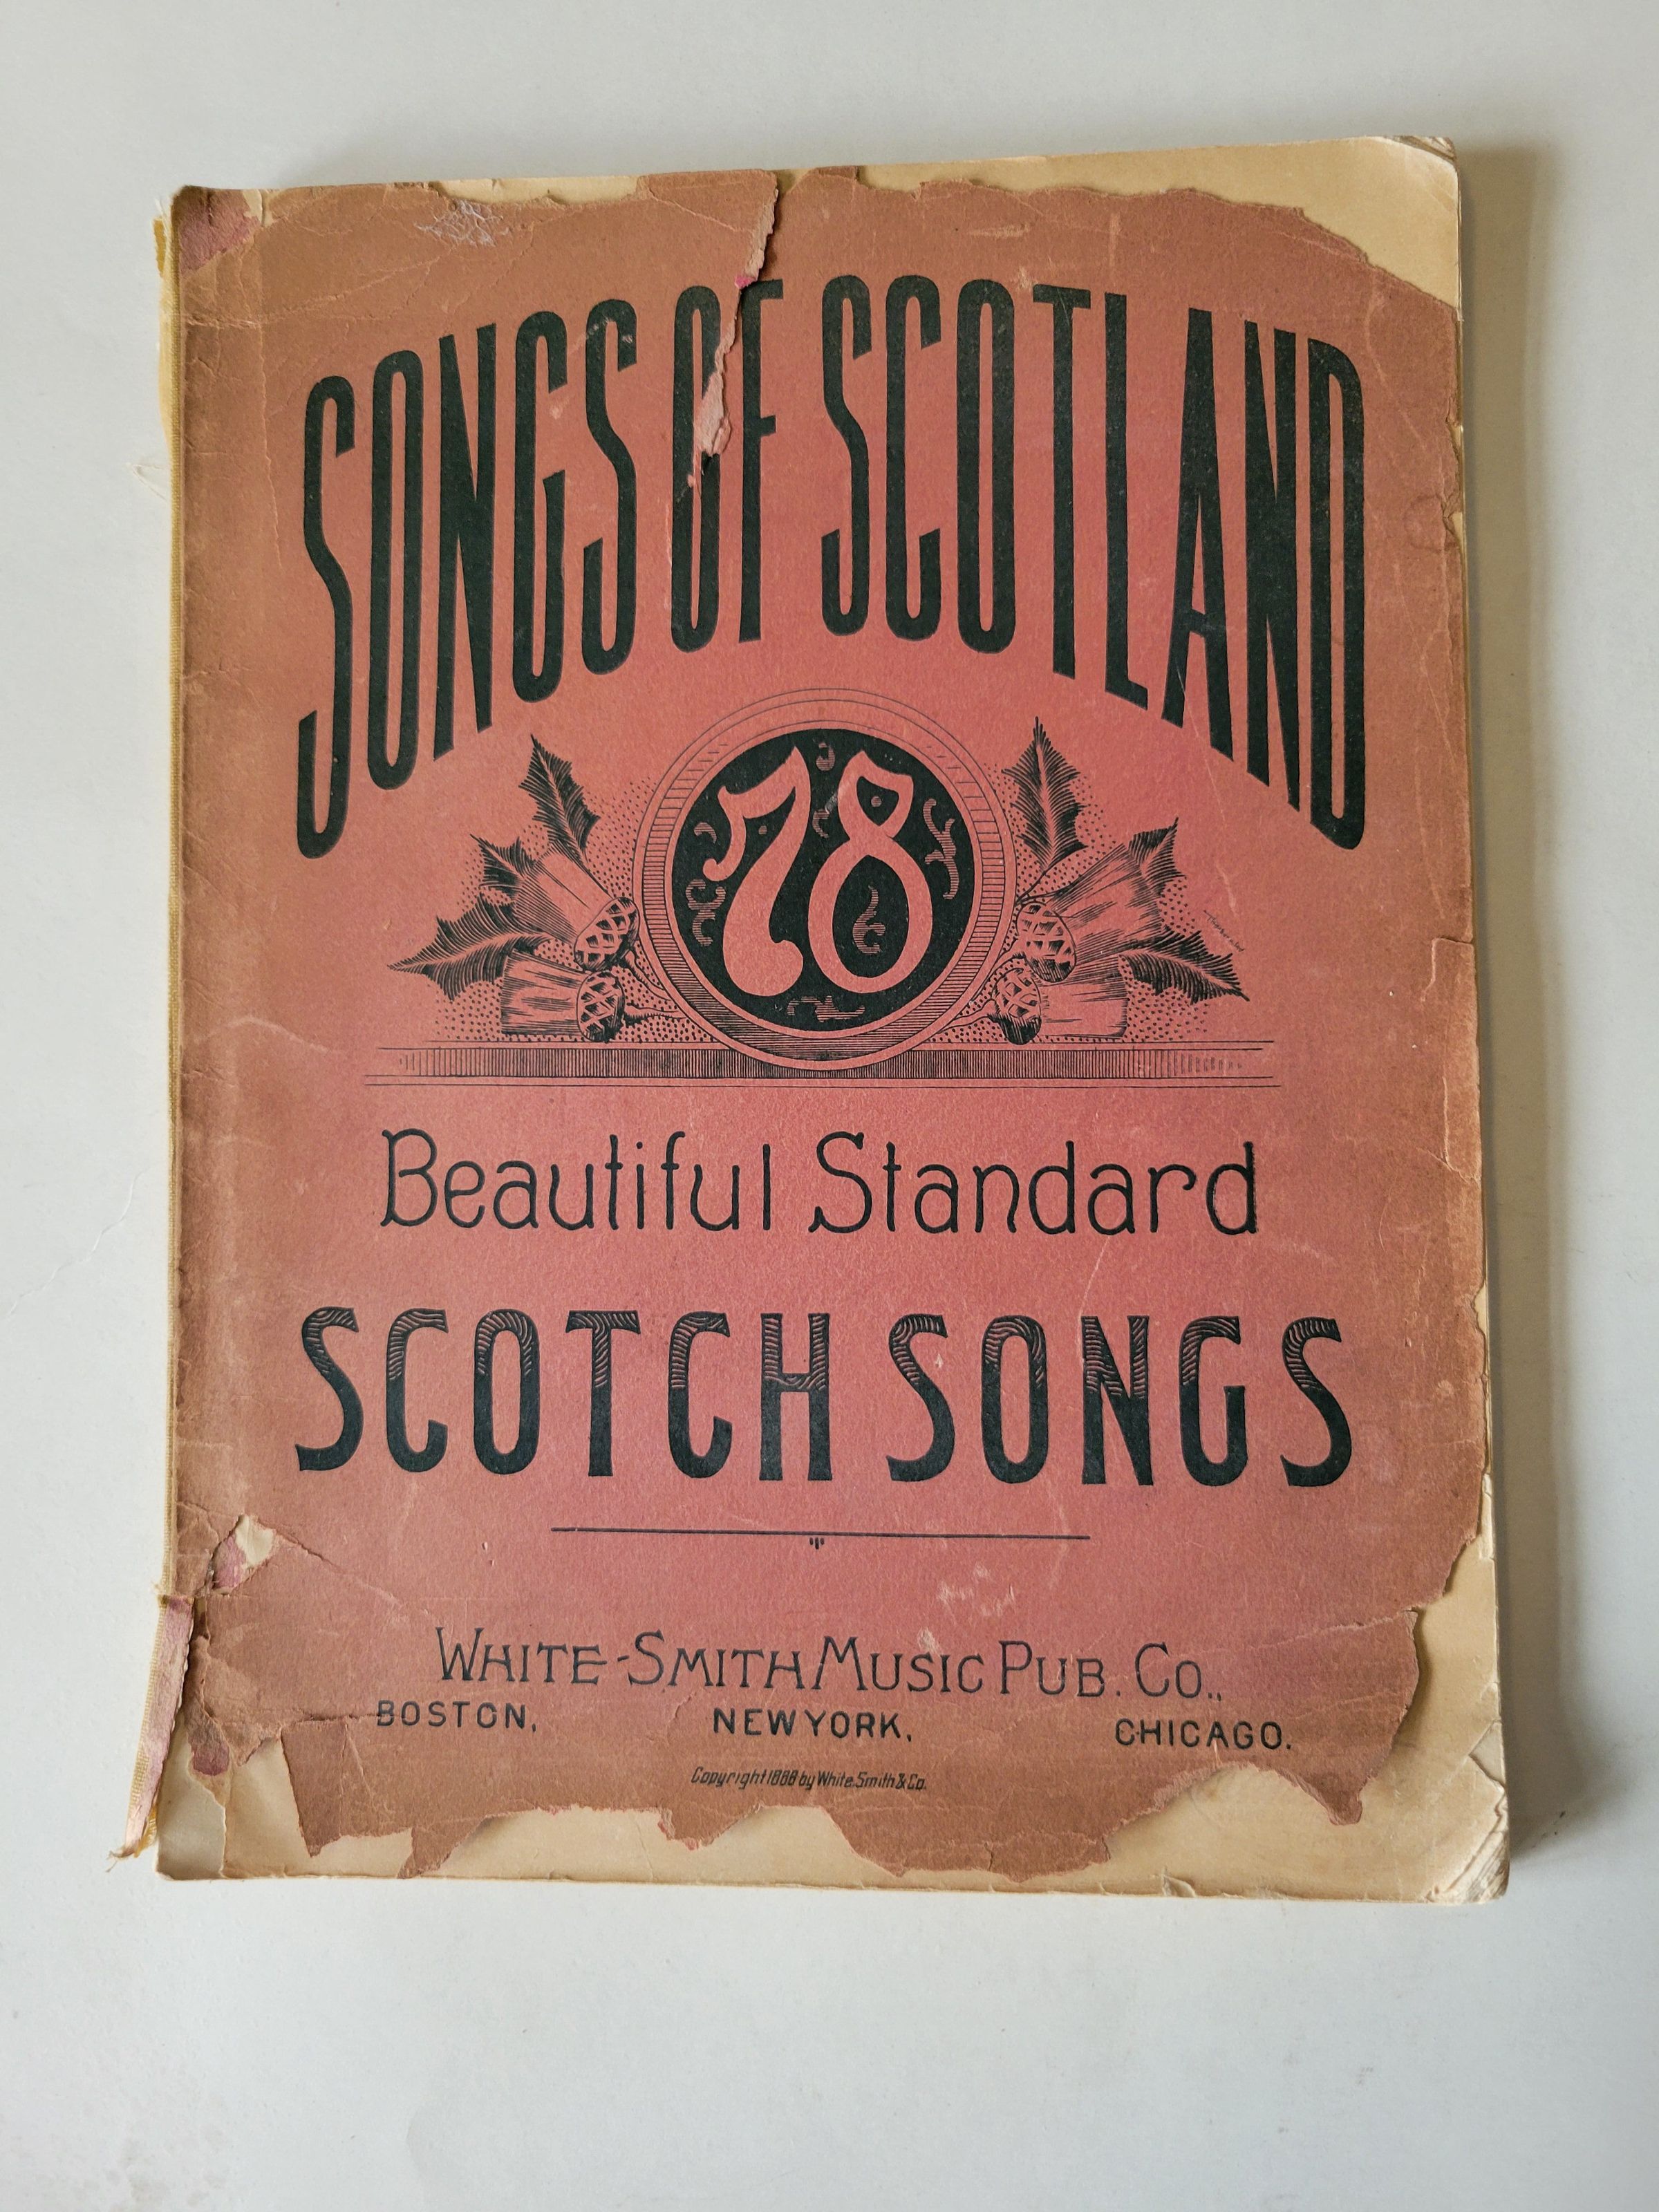 SONGS OF SCOTLAND
78
Beautiful Standard
SCOTCH SONGS
WHITE-SMITH MUSIC PUB. CO.,
BOSTON, NEW YORK, CHICAGO.
Copyright 1888 by White, Smith & Co.